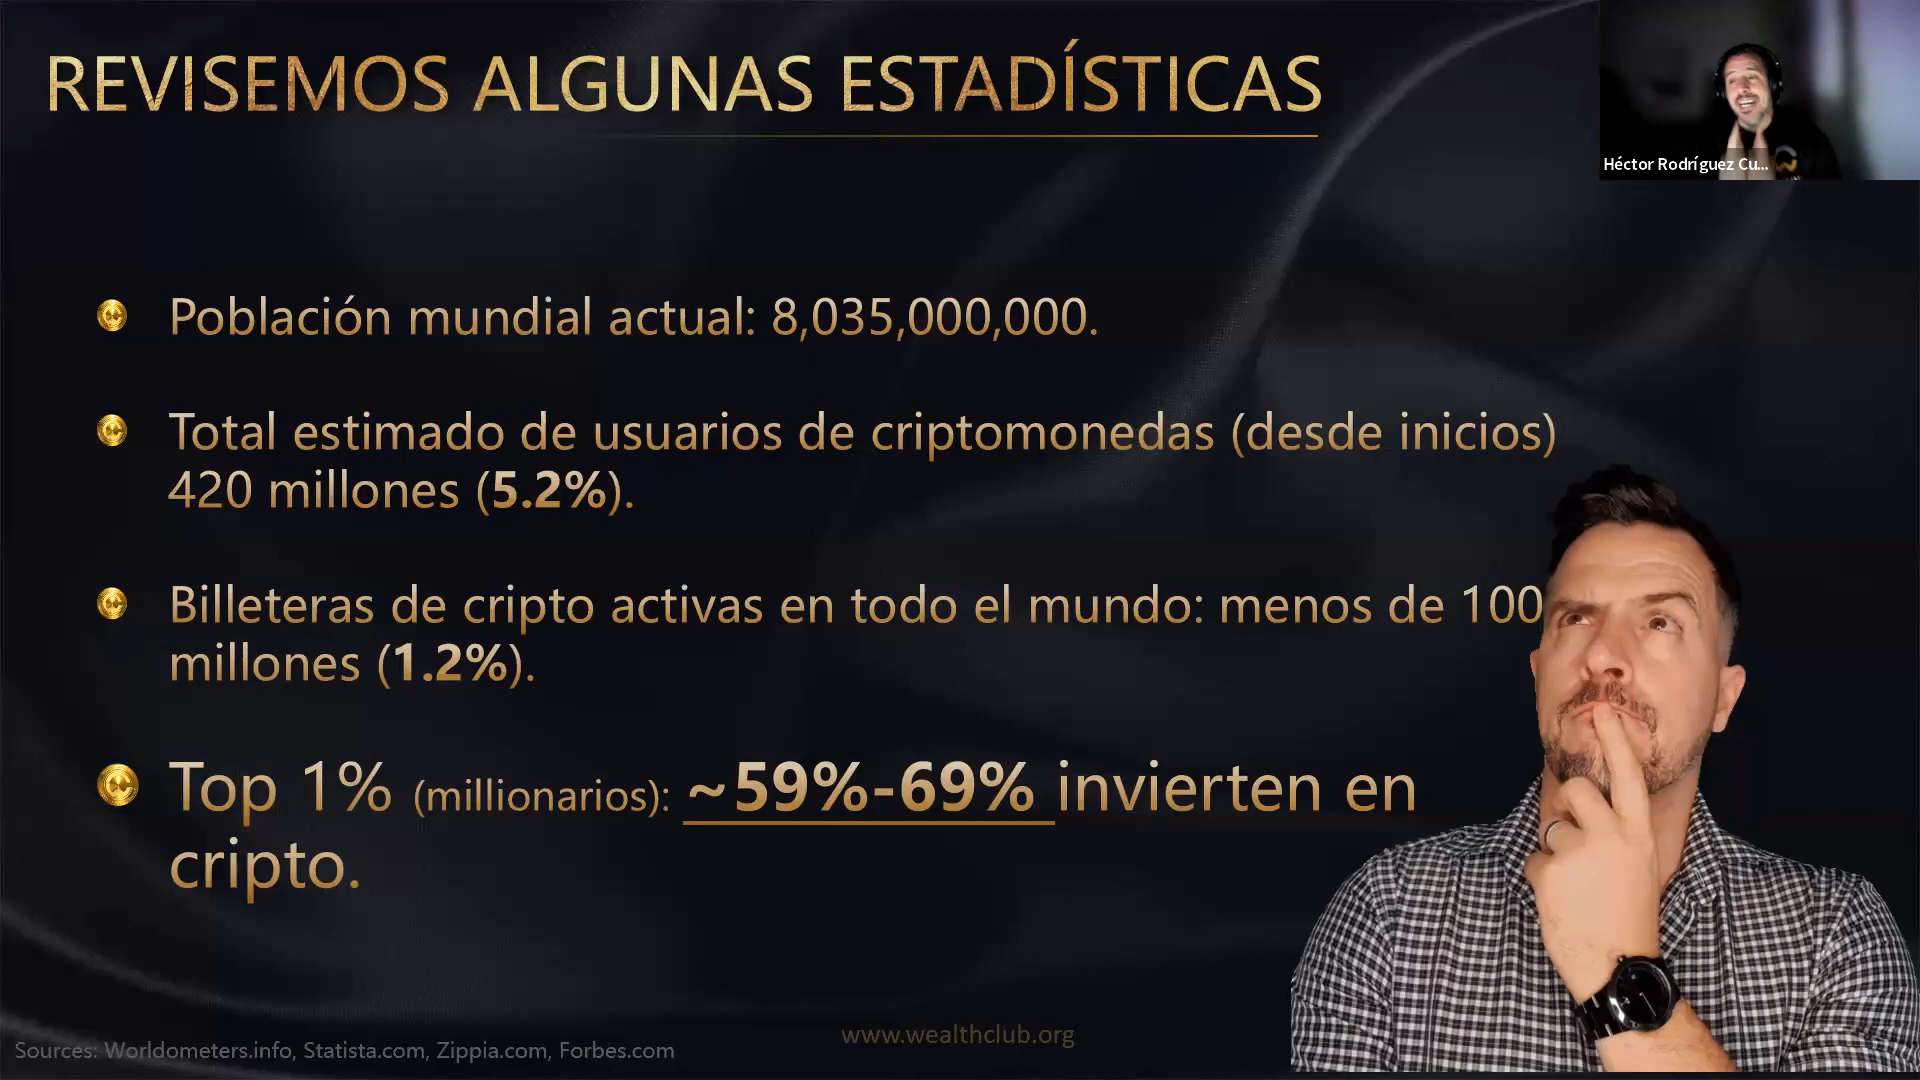 REVISEMOS ALGUNAS ESTADÍSTICAS
Héctor Rodríguez Cu...
Población mundial actual: 8,035,000,000.
Total estimado de usuarios de criptomonedas (desde inicios)
420 millones (5.2%).
Billeteras de cripto activas en todo el mundo: menos de 100
millones (1.2%).
Top 1% (millionarios): ~59%-69% invierten en
cripto.
www.wealthclub.org
Sources: Worldometers.info, Statista.com, Zippia.com, Forbes.com